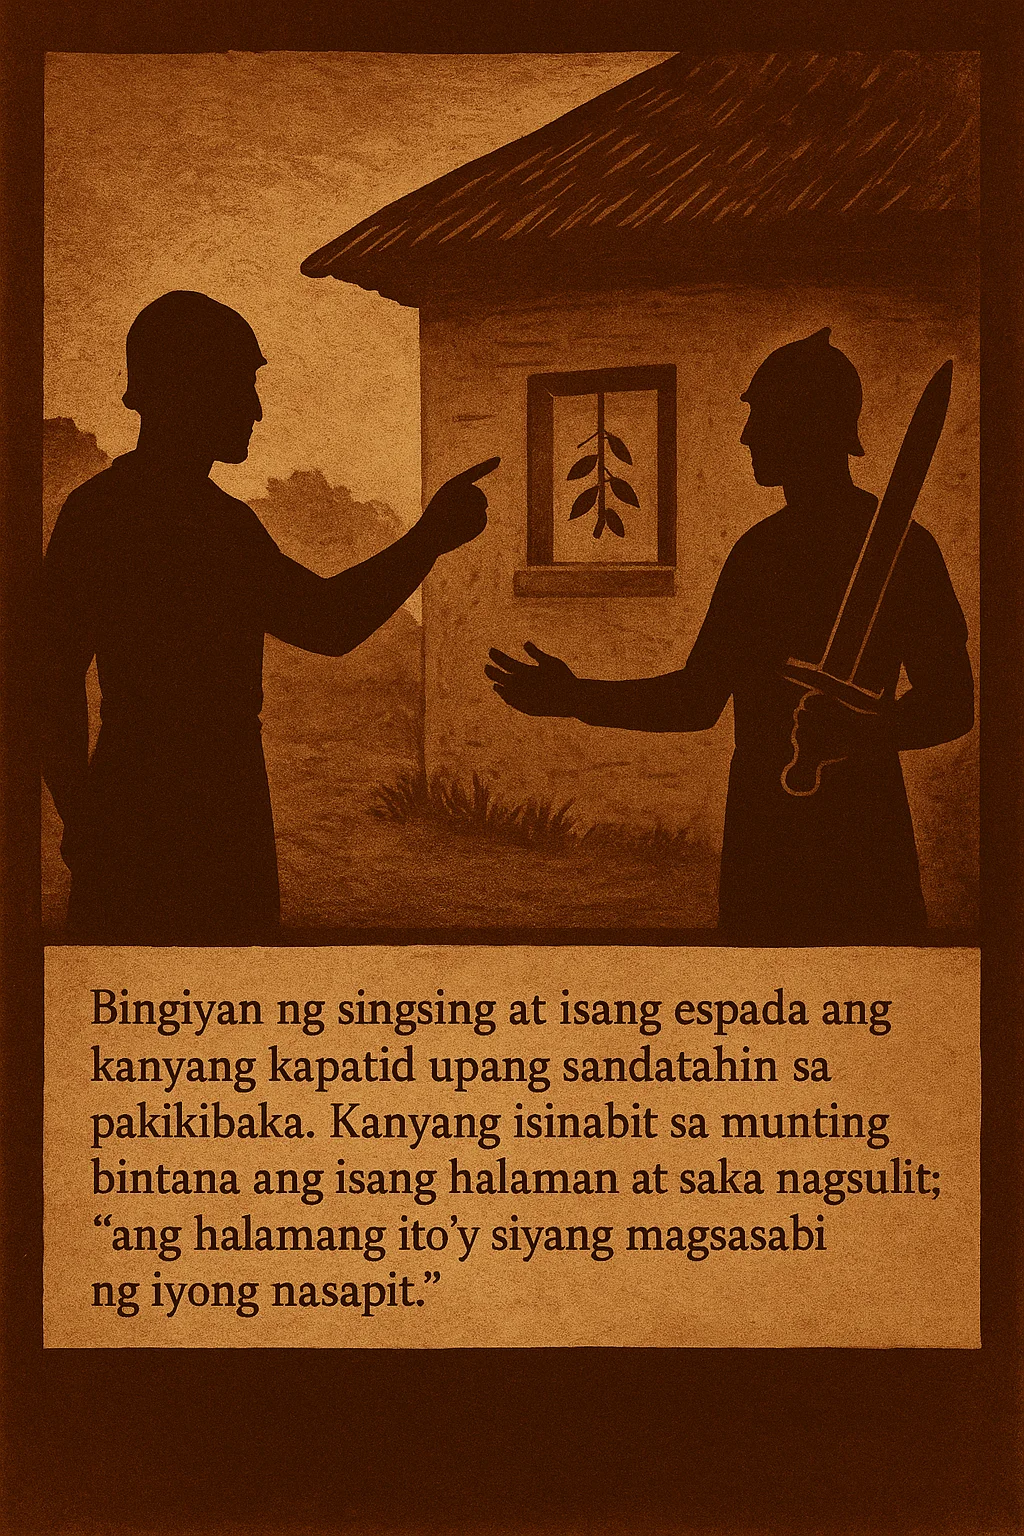 Bingiyan ng singsing at isang espada ang
kanyang kapatid upang sandatahin sa
pakikibaka. Kanyang isinabit sa munting
bintana ang isang halaman at saka nagsulit;
“ang halamang ito’y siyang magsasabi
ng iyong nasapit.”